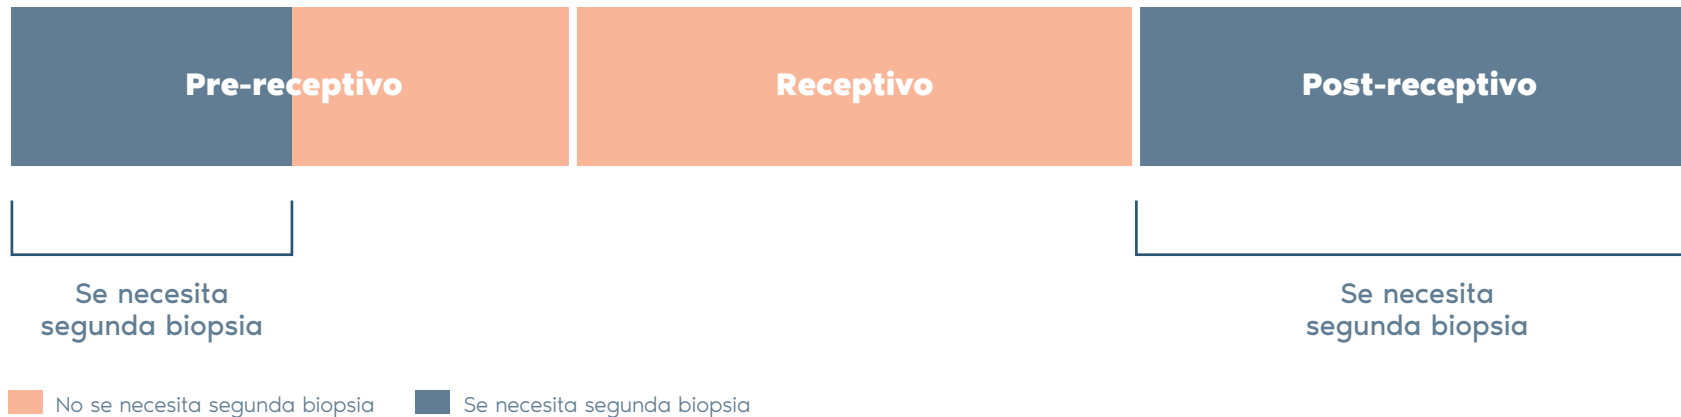 Pre-receptivo
Receptivo
Post-receptivo
Se necesita
segunda biopsia
Se necesita
segunda biopsia
No se necesita segunda biopsia
Se necesita segunda biopsia